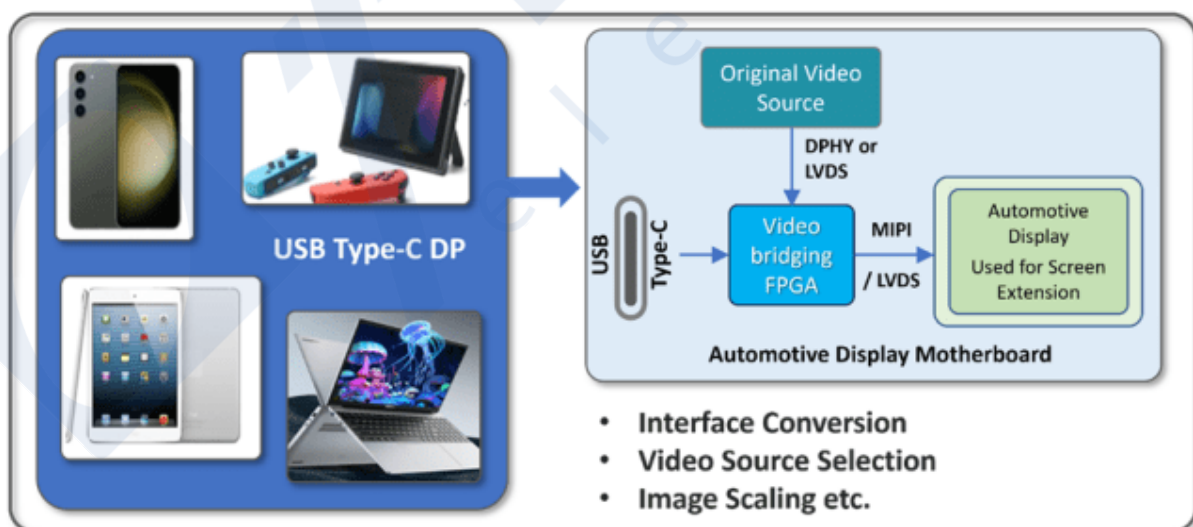 USB Type-C DP
Original Video
Source
DPHY or
LVDS
USB
Type-C
Video
bridging
FPGA
MIPI
/ LVDS
Automotive
Display
Used for Screen
Extension
Automotive Display Motherboard
• Interface Conversion
• Video Source Selection
• Image Scaling etc.